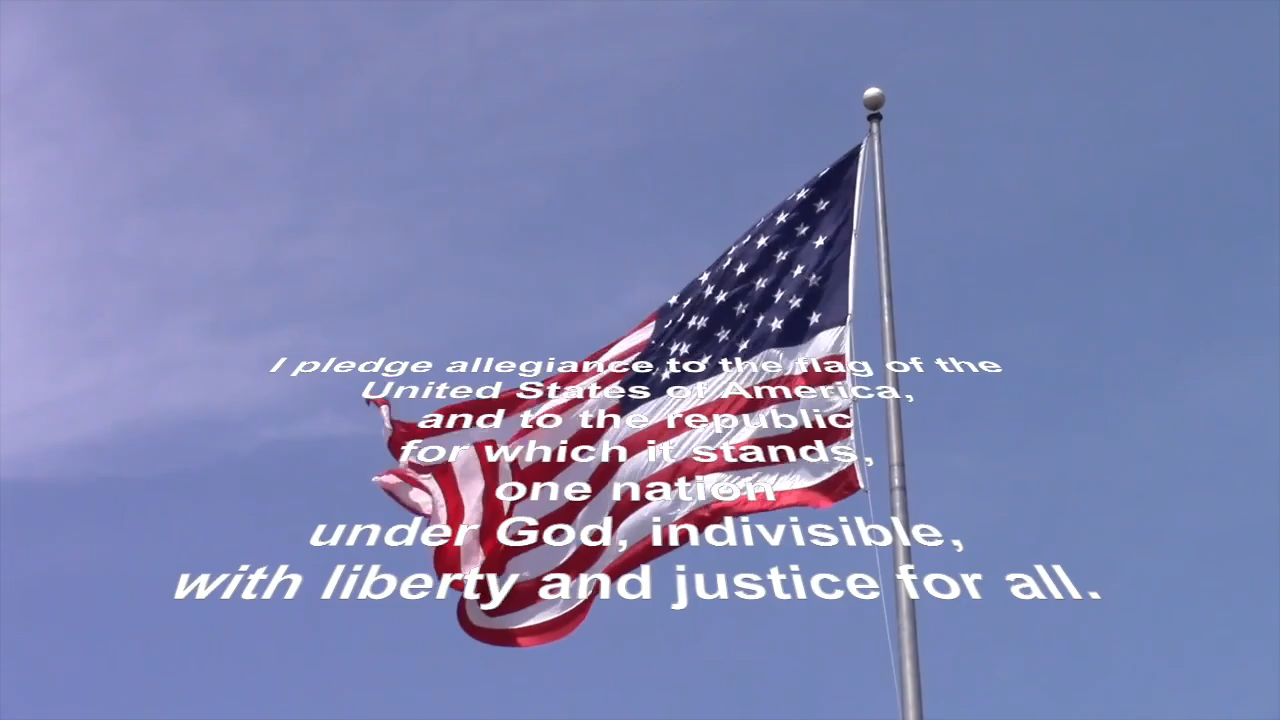 I pledge allegiance to the flag of the
United States of America,
and to the republic
for which it stands,
one nation
under God, indivisible,
with liberty and justice for all.